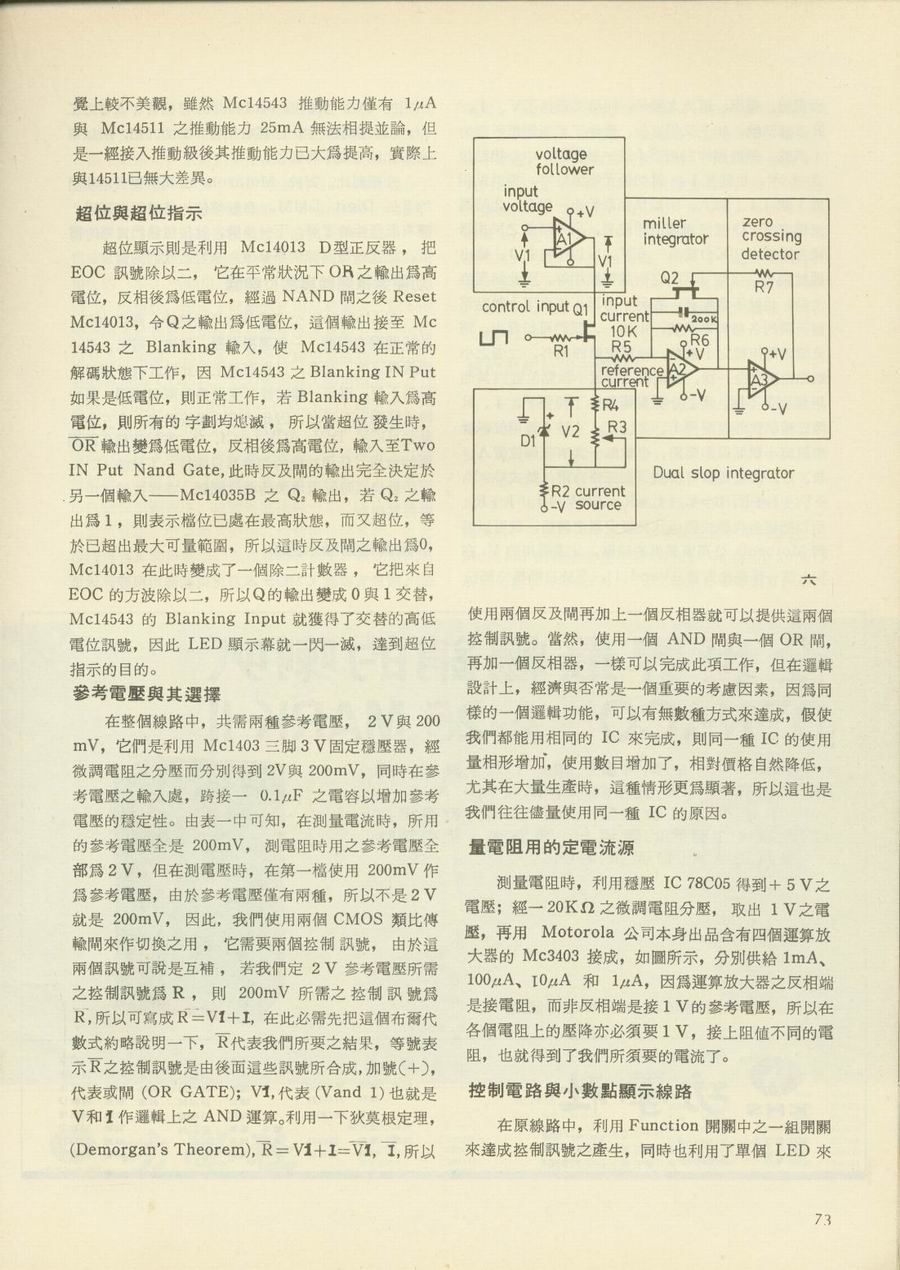 覺上較不美觀，雖然 Mc14543 推動能力僅有 1μA
與 Mc14511 之推動能力 25mA 無法相提並論，但
是一經接入推動級後其推動能力已大爲提高，實際上
與14511已無大差異。
超位與超位指示
超位顯示則是利用 Mc14013 D型正反器，把
EOC 訊號除以二， 它在平常狀況下 OR 之輸出爲高
電位，反相後爲低電位，經過 NAND 閘之後 Reset
Mc14013，令Q之輸出爲低電位，這個輸出接至 Mc
14543 之 Blanking 輸入，使 Mc14543 在正常的
解碼狀態下工作，因 Mc14543 之 Blanking IN Put
如果是低電位，則正常工作，若 Blanking 輸入爲高
電位，則所有的 字劃均熄滅 ， 所以當超位 發生時，
O̅R̅ 輸出變爲低電位，反相後爲高電位，輸入至Two
IN Put Nand Gate, 此時反及閘的輸出完全決定於
另一個輸入——Mc14035B 之 Q₂ 輸出，若 Q₂ 之輸
出爲 1 ，則表示檔位已處在最高狀態，而又超位，等
於已超出最大可量範圍，所以這時反及閘之輸出爲0，
Mc14013 在此時變成了一個除二計數器 ， 它把來自
EOC 的方波除以二，所以Q的輸出變成 0 與 1 交替，
Mc14543 的 Blanking Input 就獲得了交替的高低
電位訊號，因此 LED 顯示幕就一閃一滅，達到超位
指示的目的。
參考電壓與其選擇
在整個線路中，共需兩種參考電壓， 2 V 與 200
mV，它們是利用 Mc1403 三脚 3 V 固定穩壓器，經
微調電阻之分壓而分別得到 2V與 200mV，同時在參
考電壓之輸入處，跨接一 0.1μF 之電容以增加參考
電壓的穩定性。由表一中可知，在測量電流時，所用
的參考電壓全是 200mV， 測電阻時用之參考電壓全
部爲 2 V ，但在測電壓時，在第一檔使用 200mV 作
爲參考電壓，由於參考電壓僅有兩種，所以不是 2 V
就是 200mV， 因此，我們使用兩個 CMOS 類比傳
輸閘來作切換之用 ， 它需要兩個控制 訊號， 由於這
兩個訊號可說是互補 ， 若我們定 2 V 參考電壓所需
之控制訊號爲 R ， 則 200mV 所需之 控制 訊 號爲
R̅, 所以可寫成 R̅=V1+I, 在此必需先把這個布爾代
數式約略說明一下， R̅代表我們所要之結果，等號表
示R̅之控制訊號是由後面這些訊號所合成,加號(+)，
代表或閘 (OR GATE)；V1,代表 (Vand 1) 也就是
V和 1 作邏輯上之 AND 運算。利用一下狄莫根定理，
(Demorgan's Theorem), R̅ = V1+I=V̅1̅, I̅, 所以
voltage
follower
input
voltage
+V
A1
V1
V1
miller
integrator
zero
crossing
detector
Q2
R7
control input
Q1
input
current
10K
200K
R1
R5
R6
+V
+V
reference
current
A2
A3
-V
-V
R4
D1
V2
R3
R2
current
source
-V
Dual slop integrator
六
使用兩個反及閘再加上一個反相器就可以提供這兩個
控制訊號。當然，使用一個 AND 閘與一個 OR 閘，
再加一個反相器，一樣可以完成此項工作，但在邏輯
設計上，經濟與否常是一個重要的考慮因素，因爲同
樣的一個邏輯功能，可以有無數種方式來達成，假使
我們都能用相同的 IC 來完成，則同一種 IC 的使用
量相形增加，使用數目增加了，相對價格自然降低，
尤其在大量生產時，這種情形更爲顯著，所以這也是
我們往往儘量使用同一種 IC 的原因。
量電阻用的定電流源
測量電阻時，利用穩壓 IC 78C05 得到＋ 5 V之
電壓；經一 20KΩ 之微調電阻分壓， 取出 1 V之電
壓，再用 Motorola 公司本身出品含有四個運算放
大器的 Mc3403 接成，如圖所示，分別供給 1mA、
100μA、10μA 和 1μA，因爲運算放大器之反相端
是接電阻，而非反相端是接 1 V 的參考電壓，所以在
各個電阻上的壓降亦必須要 1 V ，接上阻値不同的電
阻，也就得到了我們所須要的電流了。
控制電路與小數點顯示線路
在原線路中，利用 Function 開關中之一組開關
來達成控制訊號之產生，同時也利用了單個 LED 來
73